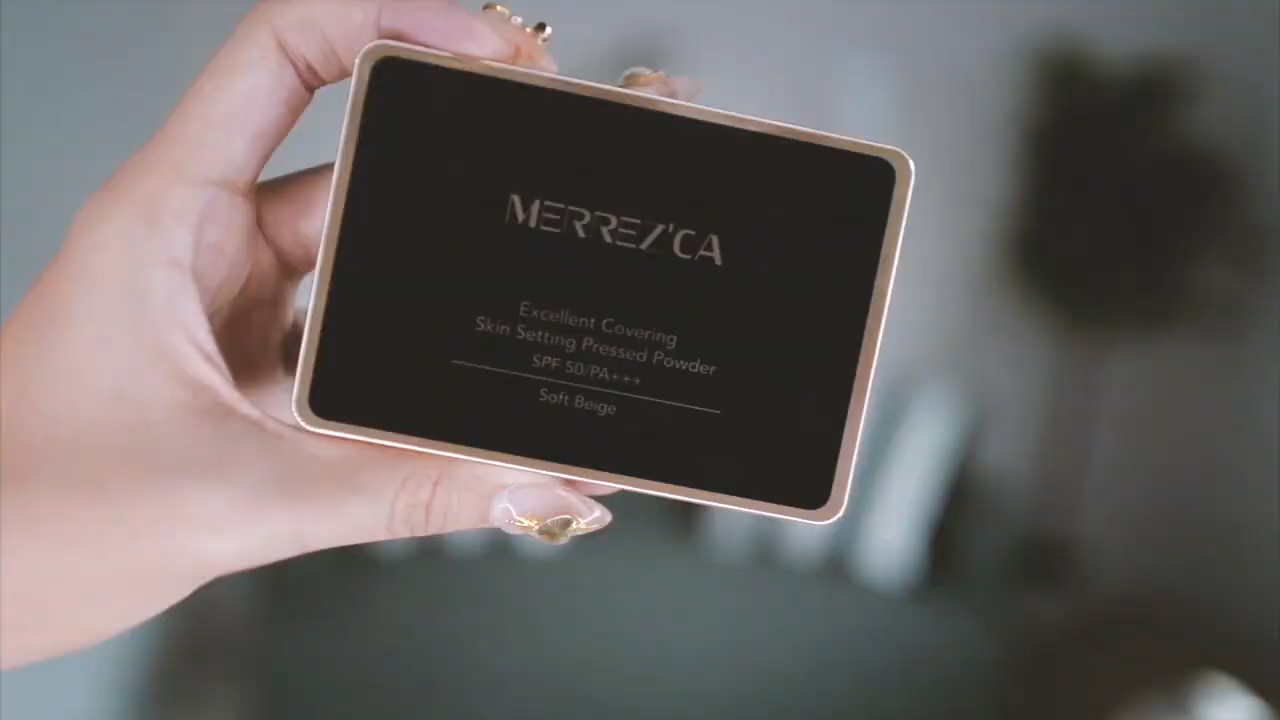 MERREZ'CA
Excellent Covering
Skin Setting Pressed Powder
SPF 50/PA+++
Soft Beige